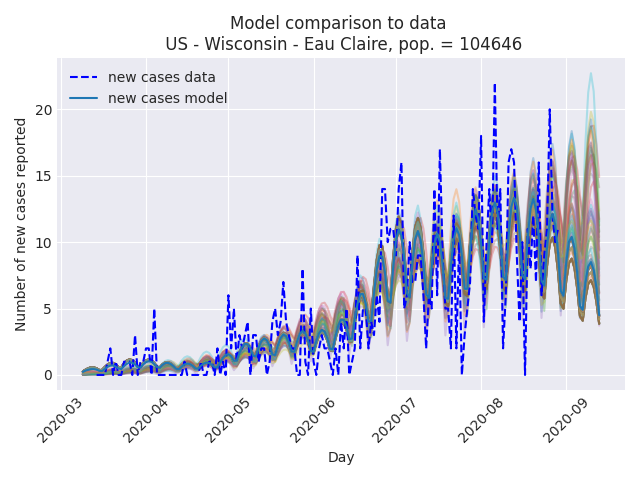 Model comparison to data
US - Wisconsin - Eau Claire, pop. = 104646
new cases data
new cases model
Number of new cases reported
20
15
10
5
0
2020-03
2020-04
2020-05
2020-06
2020-07
2020-08
2020-09
Day